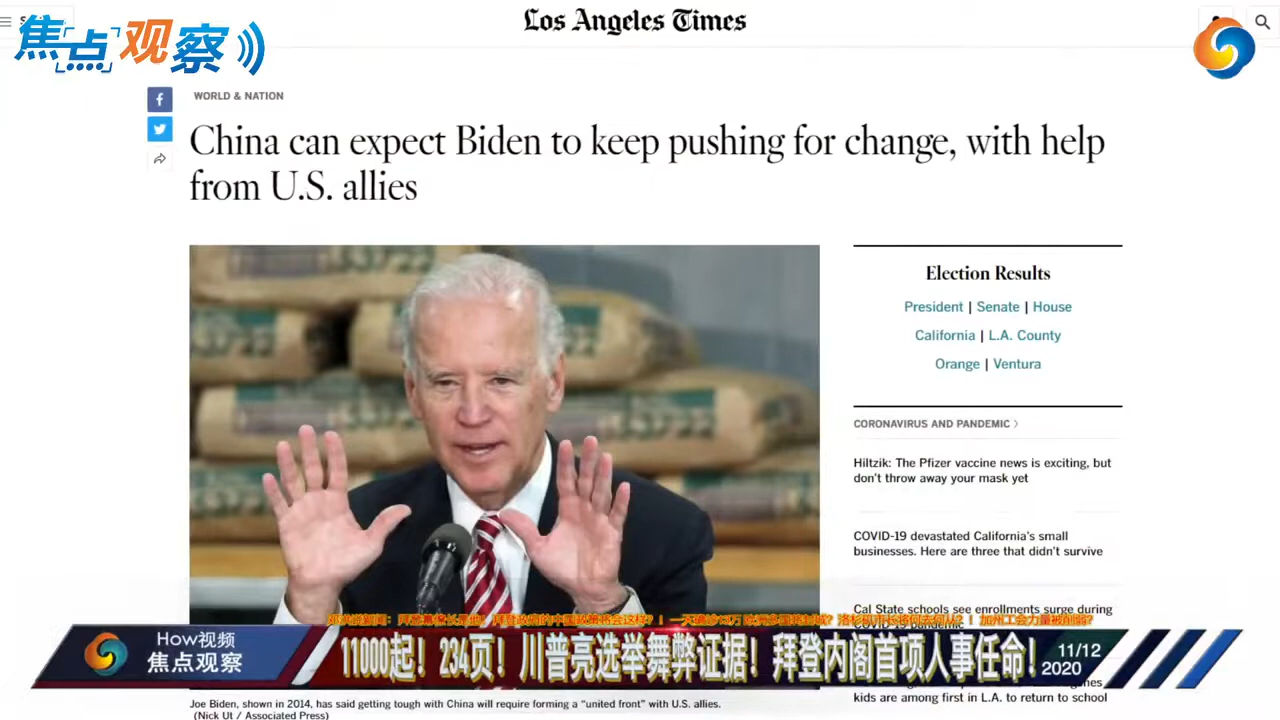 Los Angeles Times
焦点观察
WORLD & NATION
China can expect Biden to keep pushing for change, with help
from U.S. allies
Election Results
President | Senate | House
California | L.A. County
Orange | Ventura
CORONAVIRUS AND PANDEMIC
Hiltzik: The Pfizer vaccine news is exciting, but
don't throw away your mask yet
COVID-19 devastated California's small
businesses. Here are three that didn't survive
Cal State schools see enrollments surge during
33722
How视频
焦点观察
11000起！234页！川普亮选举舞弊证据！拜登内阁首项人事任命！
11/12
2020
kids are among first in L.A. to return to school
Joe Biden, shown in 2014, has said getting tough with China will require forming a “united front” with U.S. allies.
(Nick Ut / Associated Press)